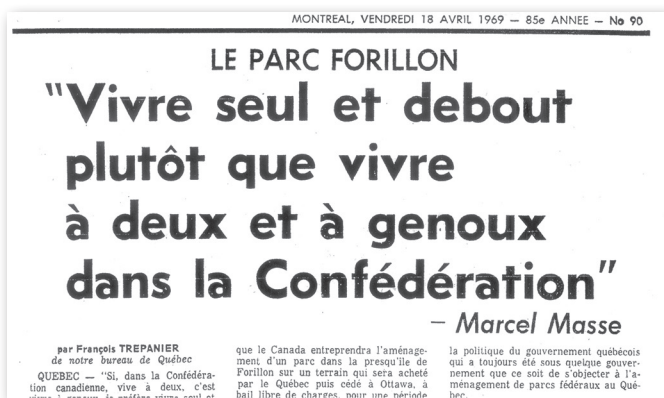 MONTREAL, VENDREDI 18 AVRIL 1969 — 85e ANNEE — No 90
LE PARC FORILLON
"Vivre seul et debout
plutôt que vivre
à deux et à genoux
dans la Confédération"
— Marcel Masse
par François TREPANIER
de notre bureau de Québec
QUEBEC — "Si, dans la Confédéra-
tion canadienne, vive à deux, c'est
que le Canada entreprendra l'aménage-
ment d'un parc dans la presqu'île de
Forillon sur un terrain qui sera acheté
par le Québec puis cédé à Ottawa, à
bail libre de charges, pour une période
la politique du gouvernement québécois
qui a toujours été sous quelque gouver-
nement que ce soit de s'objecter à l'a-
ménagement de parcs fédéraux au Qué-
bec.